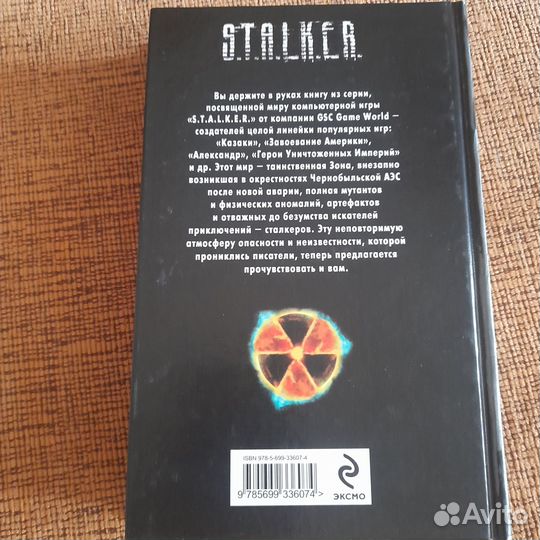 S.T.A.L.K.E.R.
Вы держите в руках книгу из серии,
посвященной миру компьютерной игры
«S.T.A.L.K.E.R.» от компании GSC Game World –
создателей целой линейки популярных игр:
«Казаки», «Завоевание Америки»,
«Александр», «Герои Уничтоженных Империй»
и др. Этот мир – таинственная Зона, внезапно
возникшая в окрестностях Чернобыльской АЭС
после новой аварии, полная мутантов
и физических аномалий, артефактов
и отважных до безумства искателей
приключений – сталкеров. Эту неповторимую
атмосферу опасности и неизвестности, которой
прониклись писатели, теперь предлагается
прочувствовать и вам.
ISBN 978-5-699-33607-4
9 785699 336074 >
ЭКСМО
Avito